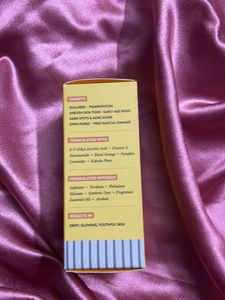 TARGETS
DULLNESS • PIGMENTATION
UNEVEN SKIN TONE • EARLY AGE SIGNS
DARK SPOTS & ACNE SCARS
OPEN PORES • FREE RADICAL DAMAGE
FORMULATED WITH
3-O-Ethyl Ascorbic Acid • Vitamin E
Niacinamide • Blood Orange • Pumpkin
Ceramides • Kakadu Plum
FORMULATED WITHOUT
Sulphates • Parabens • Phthalates
Silicones • Synthetic Dyes • Fragrances
Essential Oils • Alcohols
RESULTS IN
DEWY, GLOWING, YOUTHFUL SKIN